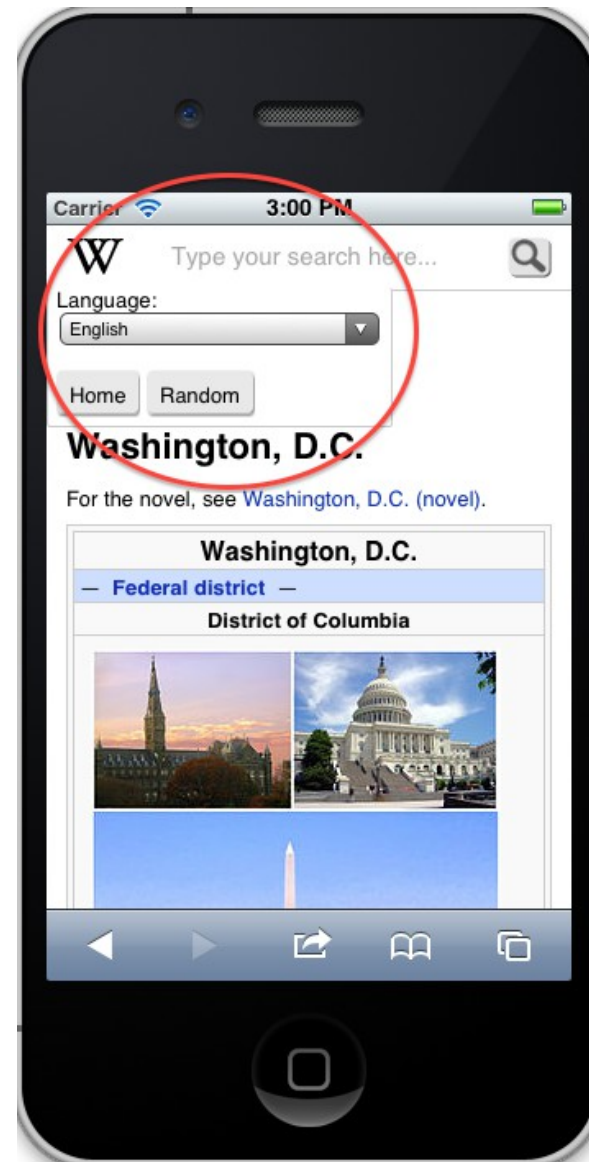 Carrier 3:00 PM
W Type your search here...
Language:
English
Home Random
Washington, D.C.
For the novel, see Washington, D.C. (novel).
Washington, D.C.
— Federal district —
District of Columbia